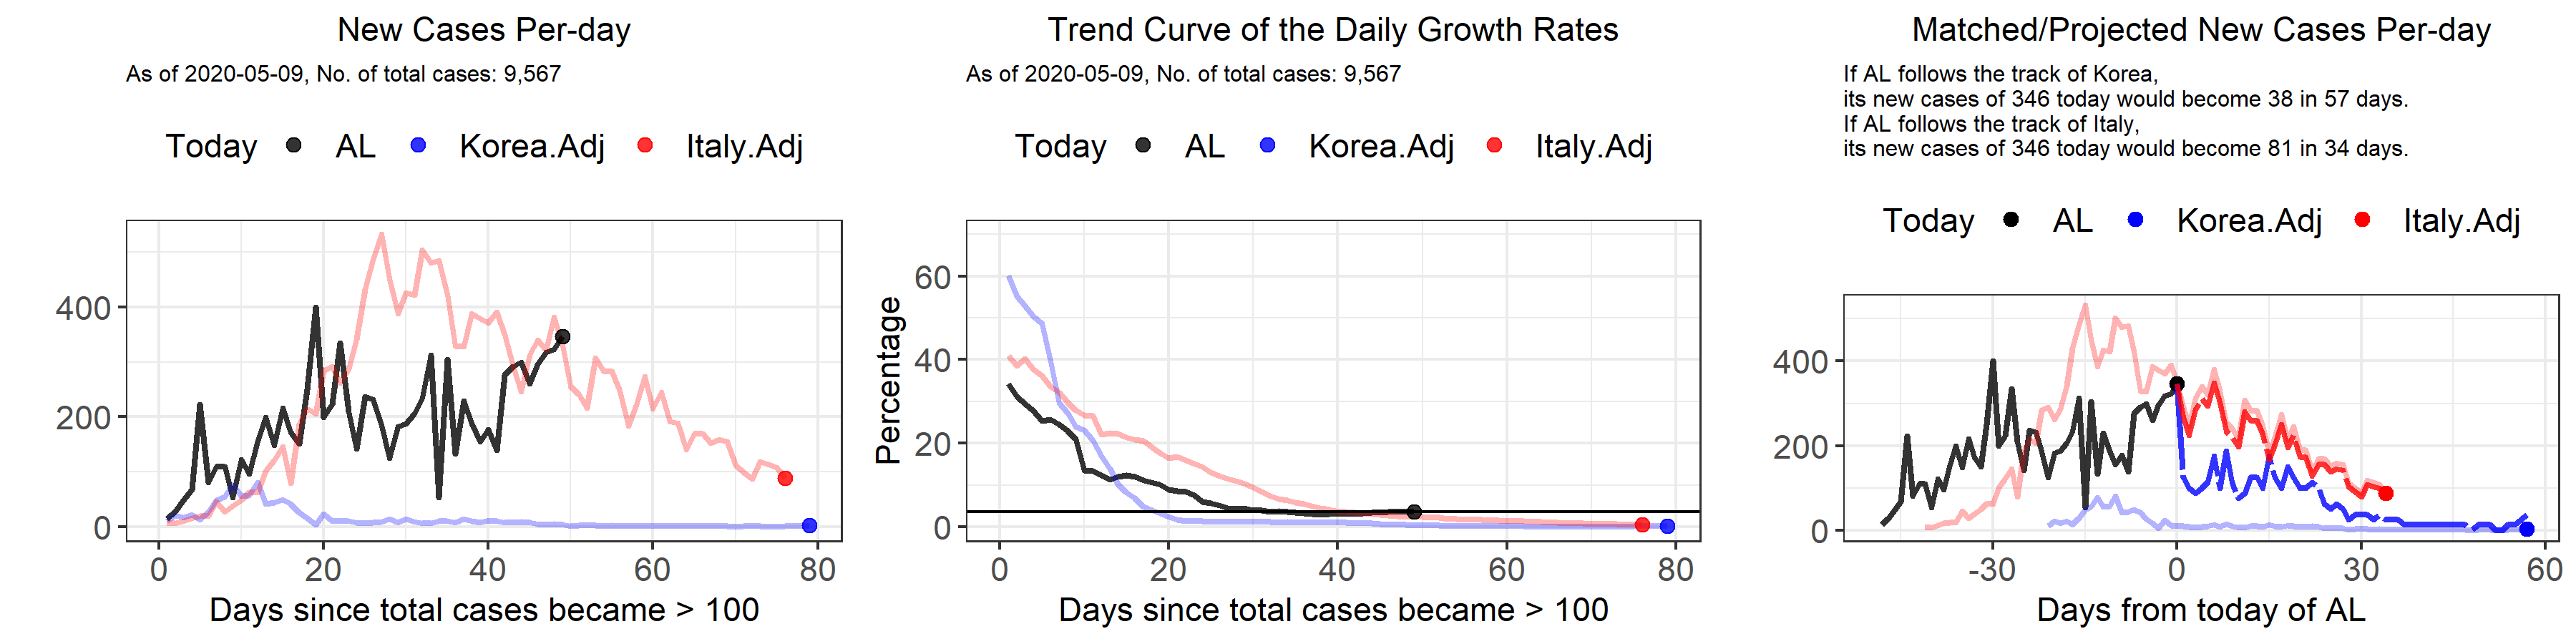 New Cases Per-day
As of 2020-05-09, No. of total cases: 9,567
Today AL Korea.Adj Italy.Adj
400
200
0
0 20 40 60 80
Days since total cases became > 100
Trend Curve of the Daily Growth Rates
As of 2020-05-09, No. of total cases: 9,567
Today AL Korea.Adj Italy.Adj
Percentage
60
40
20
0
0 20 40 60 80
Days since total cases became > 100
Matched/Projected New Cases Per-day
If AL follows the track of Korea,
its new cases of 346 today would become 38 in 57 days.
If AL follows the track of Italy,
its new cases of 346 today would become 81 in 34 days.
Today AL Korea.Adj Italy.Adj
400
200
0
-30 0 30 60
Days from today of AL